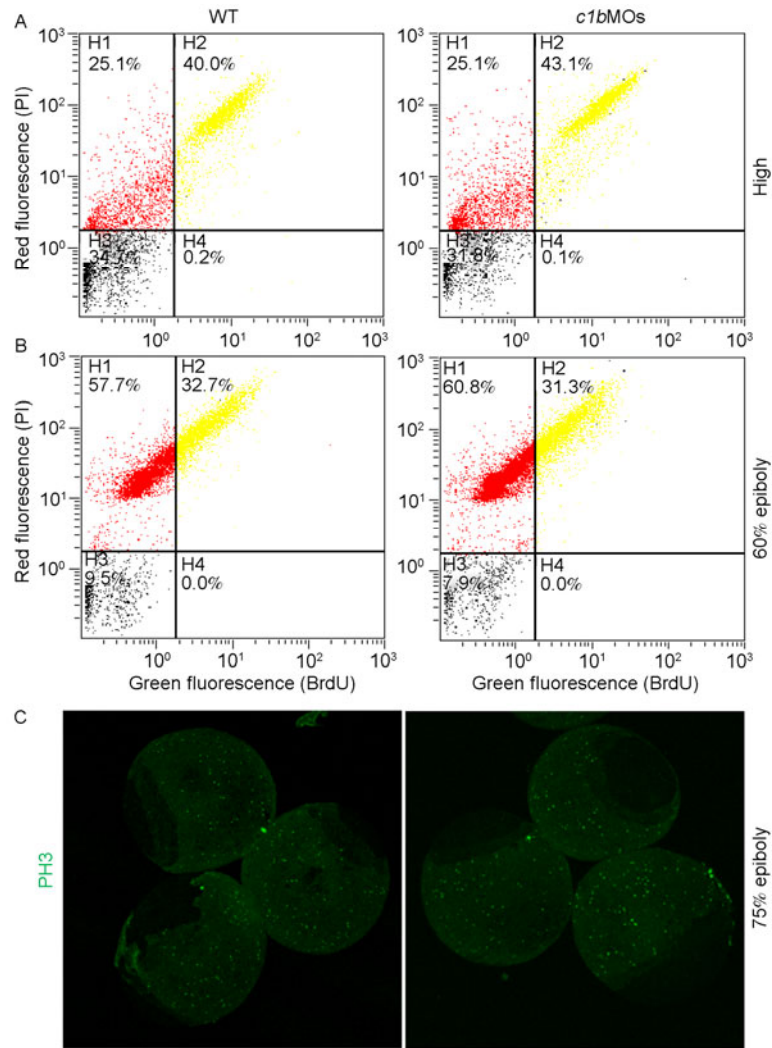 A
WT
c1bMOs
Red fluorescence (PI)
10³
10²
10¹
10⁰
H1
25.1%
H2
40.0%
H3
34.7%
H4
0.2%
10⁰
10¹
10²
10³
10³
10²
10¹
10⁰
H1
25.1%
H2
43.1%
H3
31.8%
H4
0.1%
10⁰
10¹
10²
10³
High
B
Red fluorescence (PI)
10³
10²
10¹
10⁰
H1
57.7%
H2
32.7%
H3
9.5%
H4
0.0%
10⁰
10¹
10²
10³
Green fluorescence (BrdU)
10³
10²
10¹
10⁰
H1
60.8%
H2
31.3%
H3
7.9%
H4
0.0%
10⁰
10¹
10²
10³
Green fluorescence (BrdU)
60% epiboly
C
PH3
75% epiboly